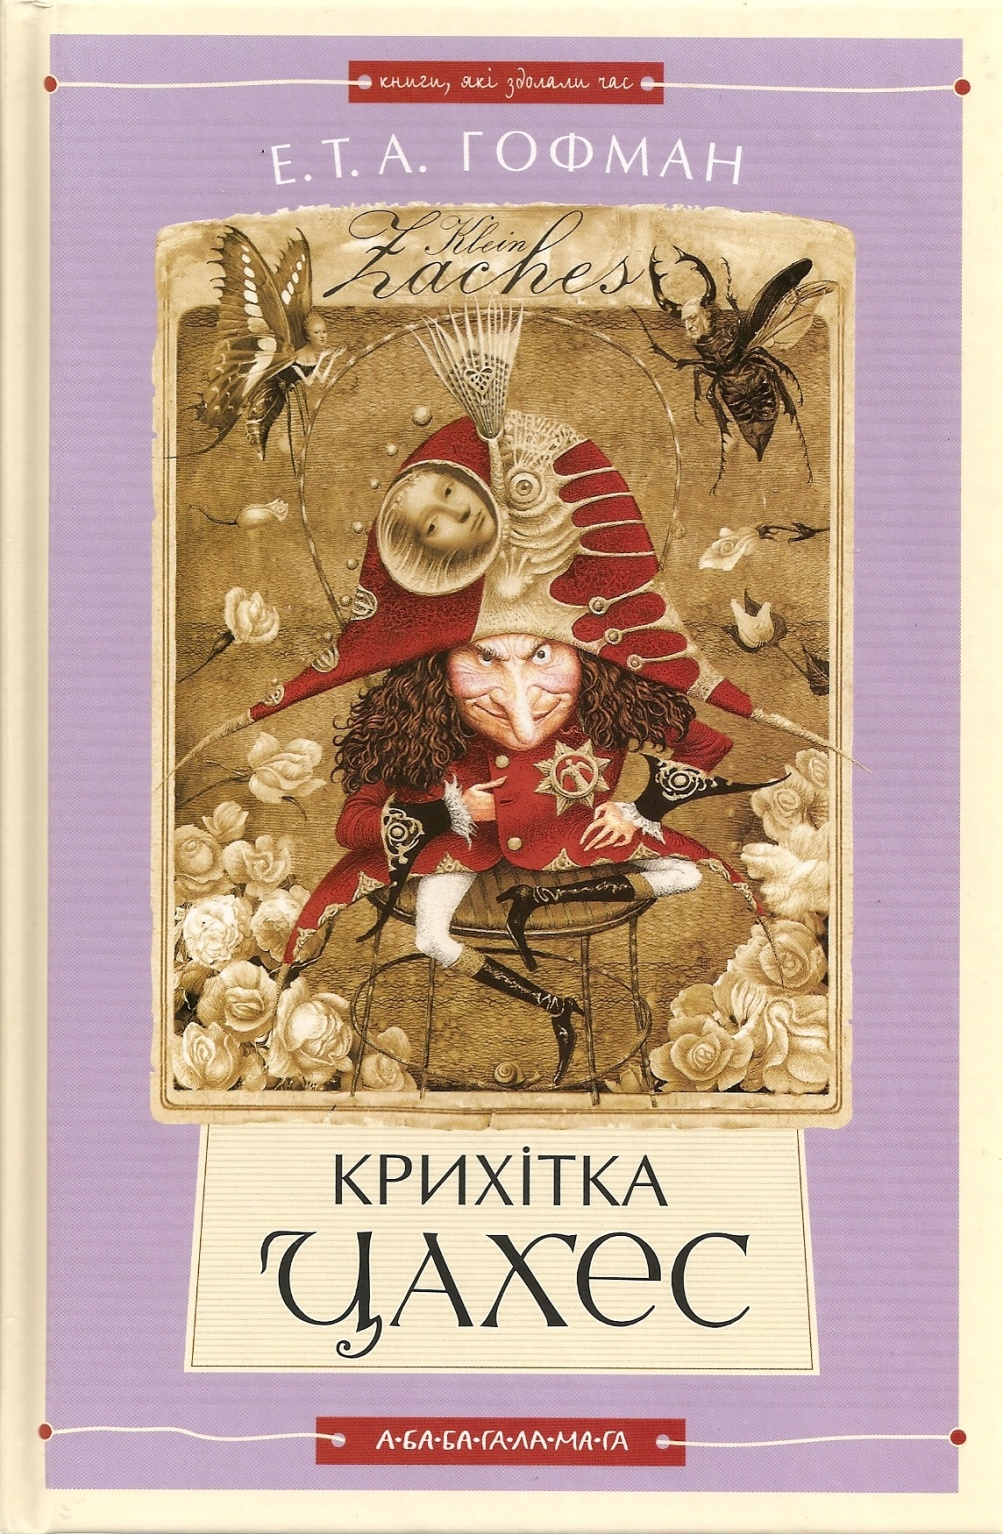 книги, які здолали час
Е.Т.А. ГОФМАН
Klein
Zaches
КРИХІТКА
ЦАХЕС
А·БА·БА·ГА·ЛА·МА·ГА